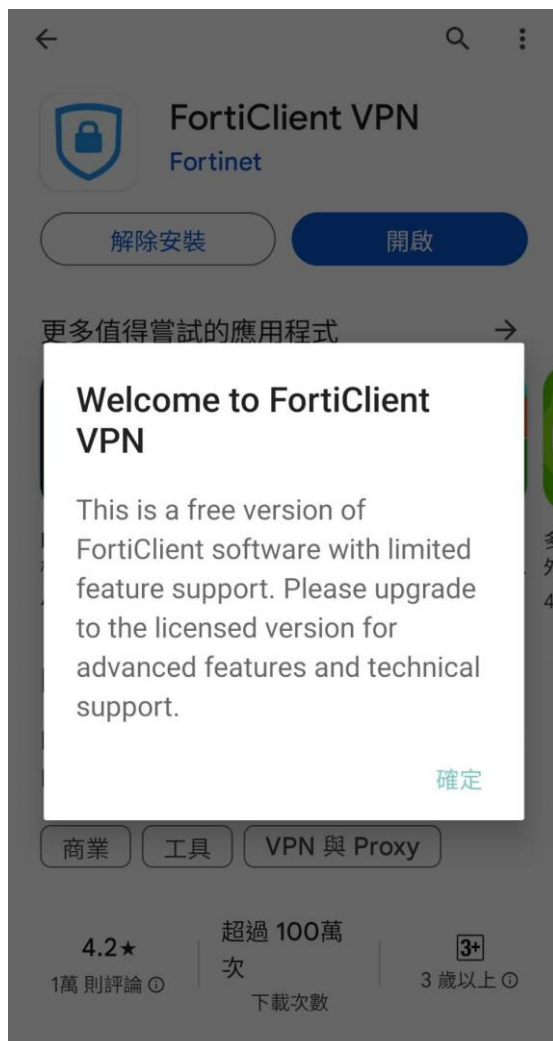 FortiClient VPN
Fortinet
解除安裝
開啟
更多值得嘗試的應用程式
Welcome to FortiClient
VPN
This is a free version of
FortiClient software with limited
feature support. Please upgrade
to the licensed version for
advanced features and technical
support.
確定
多
外
4
商業
工具
VPN 與 Proxy
4.2★
1萬 則評論
超過 100萬
次
下載次數
3+
3 歲以上